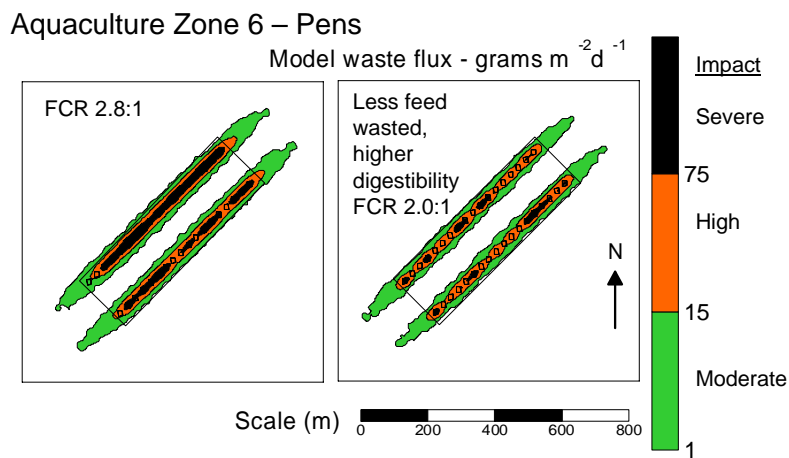 Aquaculture Zone 6 – Pens
Model waste flux - grams m -2 d -1
FCR 2.8:1
Less feed
wasted,
higher
digestibility
FCR 2.0:1
N
Impact
Severe
75
High
15
Moderate
1
Scale (m)
0 200 400 600 800